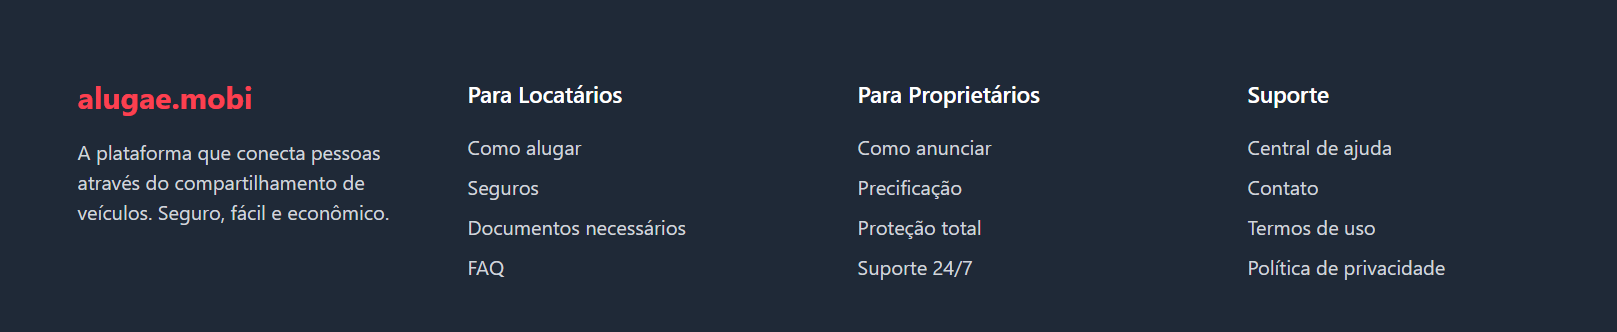 alugae.mobi
A plataforma que conecta pessoas
através do compartilhamento de
veículos. Seguro, fácil e econômico.
Para Locatários
Como alugar
Seguros
Documentos necessários
FAQ
Para Proprietários
Como anunciar
Precificação
Proteção total
Suporte 24/7
Suporte
Central de ajuda
Contato
Termos de uso
Política de privacidade